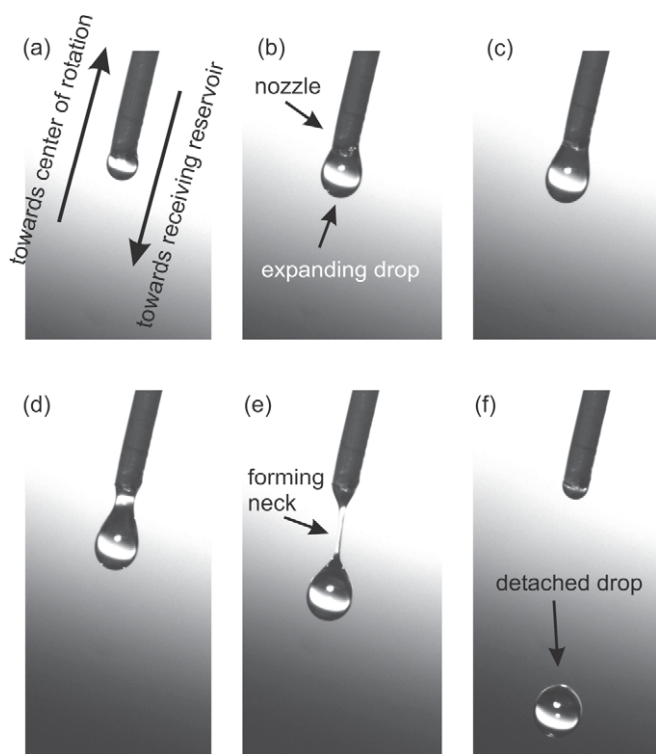 (a)
towards center of rotation
towards receiving reservoir
(b)
nozzle
expanding drop
(c)
(d)
(e)
forming
neck
(f)
detached drop